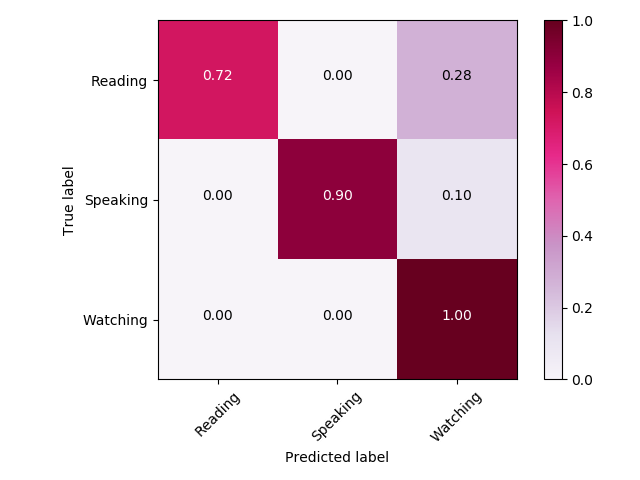 Reading 0.72 0.00 0.28
Speaking 0.00 0.90 0.10
Watching 0.00 0.00 1.00
Reading Speaking Watching
True label
Predicted label
1.0
0.8
0.6
0.4
0.2
0.0